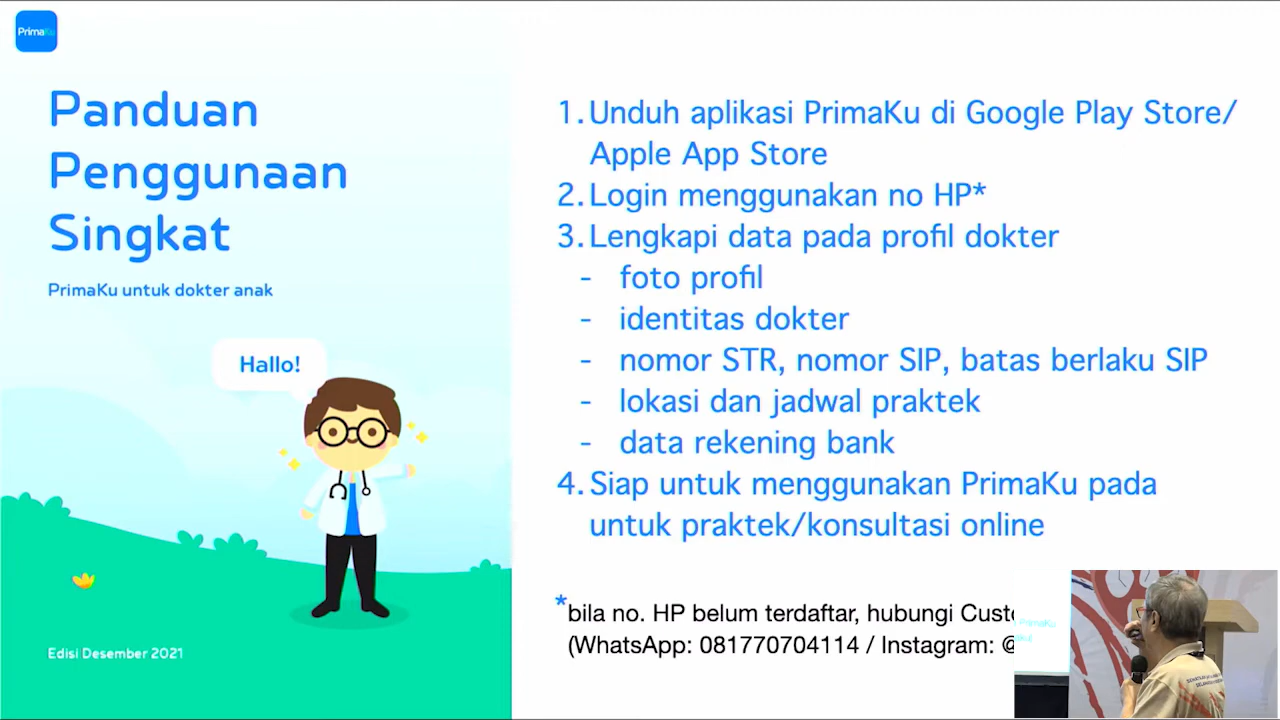 PrimaKu
Panduan
Penggunaan
Singkat
PrimaKu untuk dokter anak
Hallo!
Edisi Desember 2021
1. Unduh aplikasi PrimaKu di Google Play Store/
Apple App Store
2. Login menggunakan no HP*
3. Lengkapi data pada profil dokter
- foto profil
- identitas dokter
- nomor STR, nomor SIP, batas berlaku SIP
- lokasi dan jadwal praktek
- data rekening bank
4. Siap untuk menggunakan PrimaKu pada
untuk praktek/konsultasi online
*bila no. HP belum terdaftar, hubungi
(WhatsApp: 081770704114 / Instagram: @
PrimaKu